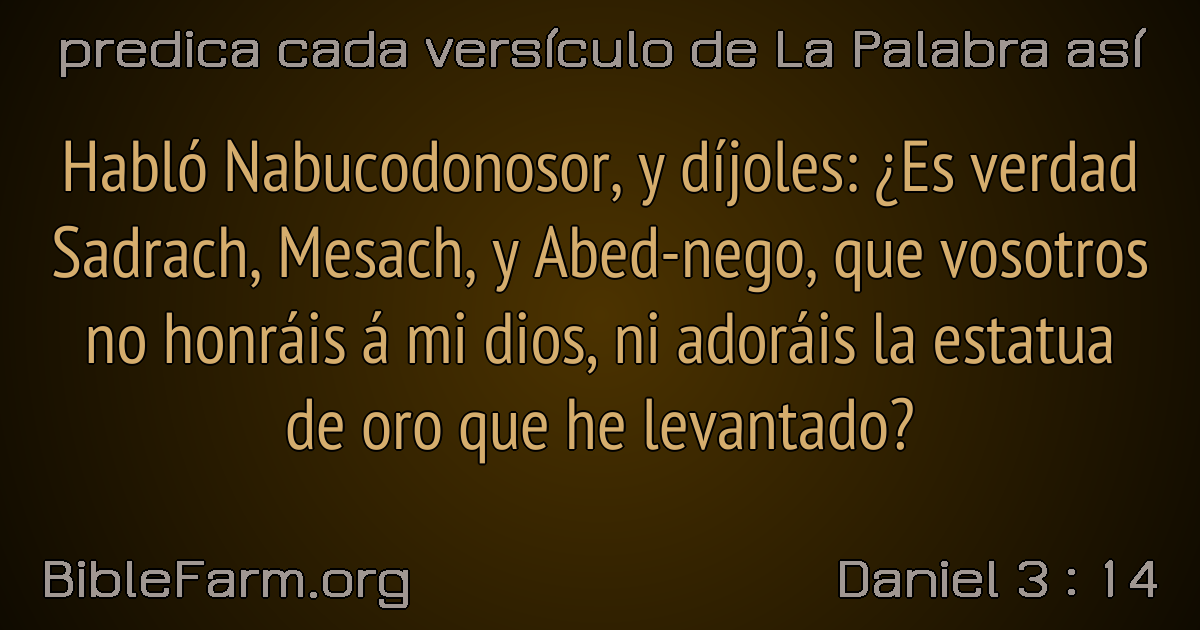 predica cada versículo de La Palabra así
Habló Nabucodonosor, y díjoles: ¿Es verdad
Sadrach, Mesach, y Abed-nego, que vosotros
no honráis á mi dios, ni adoráis la estatua
de oro que he levantado?
BibleFarm.org
Daniel 3 : 14